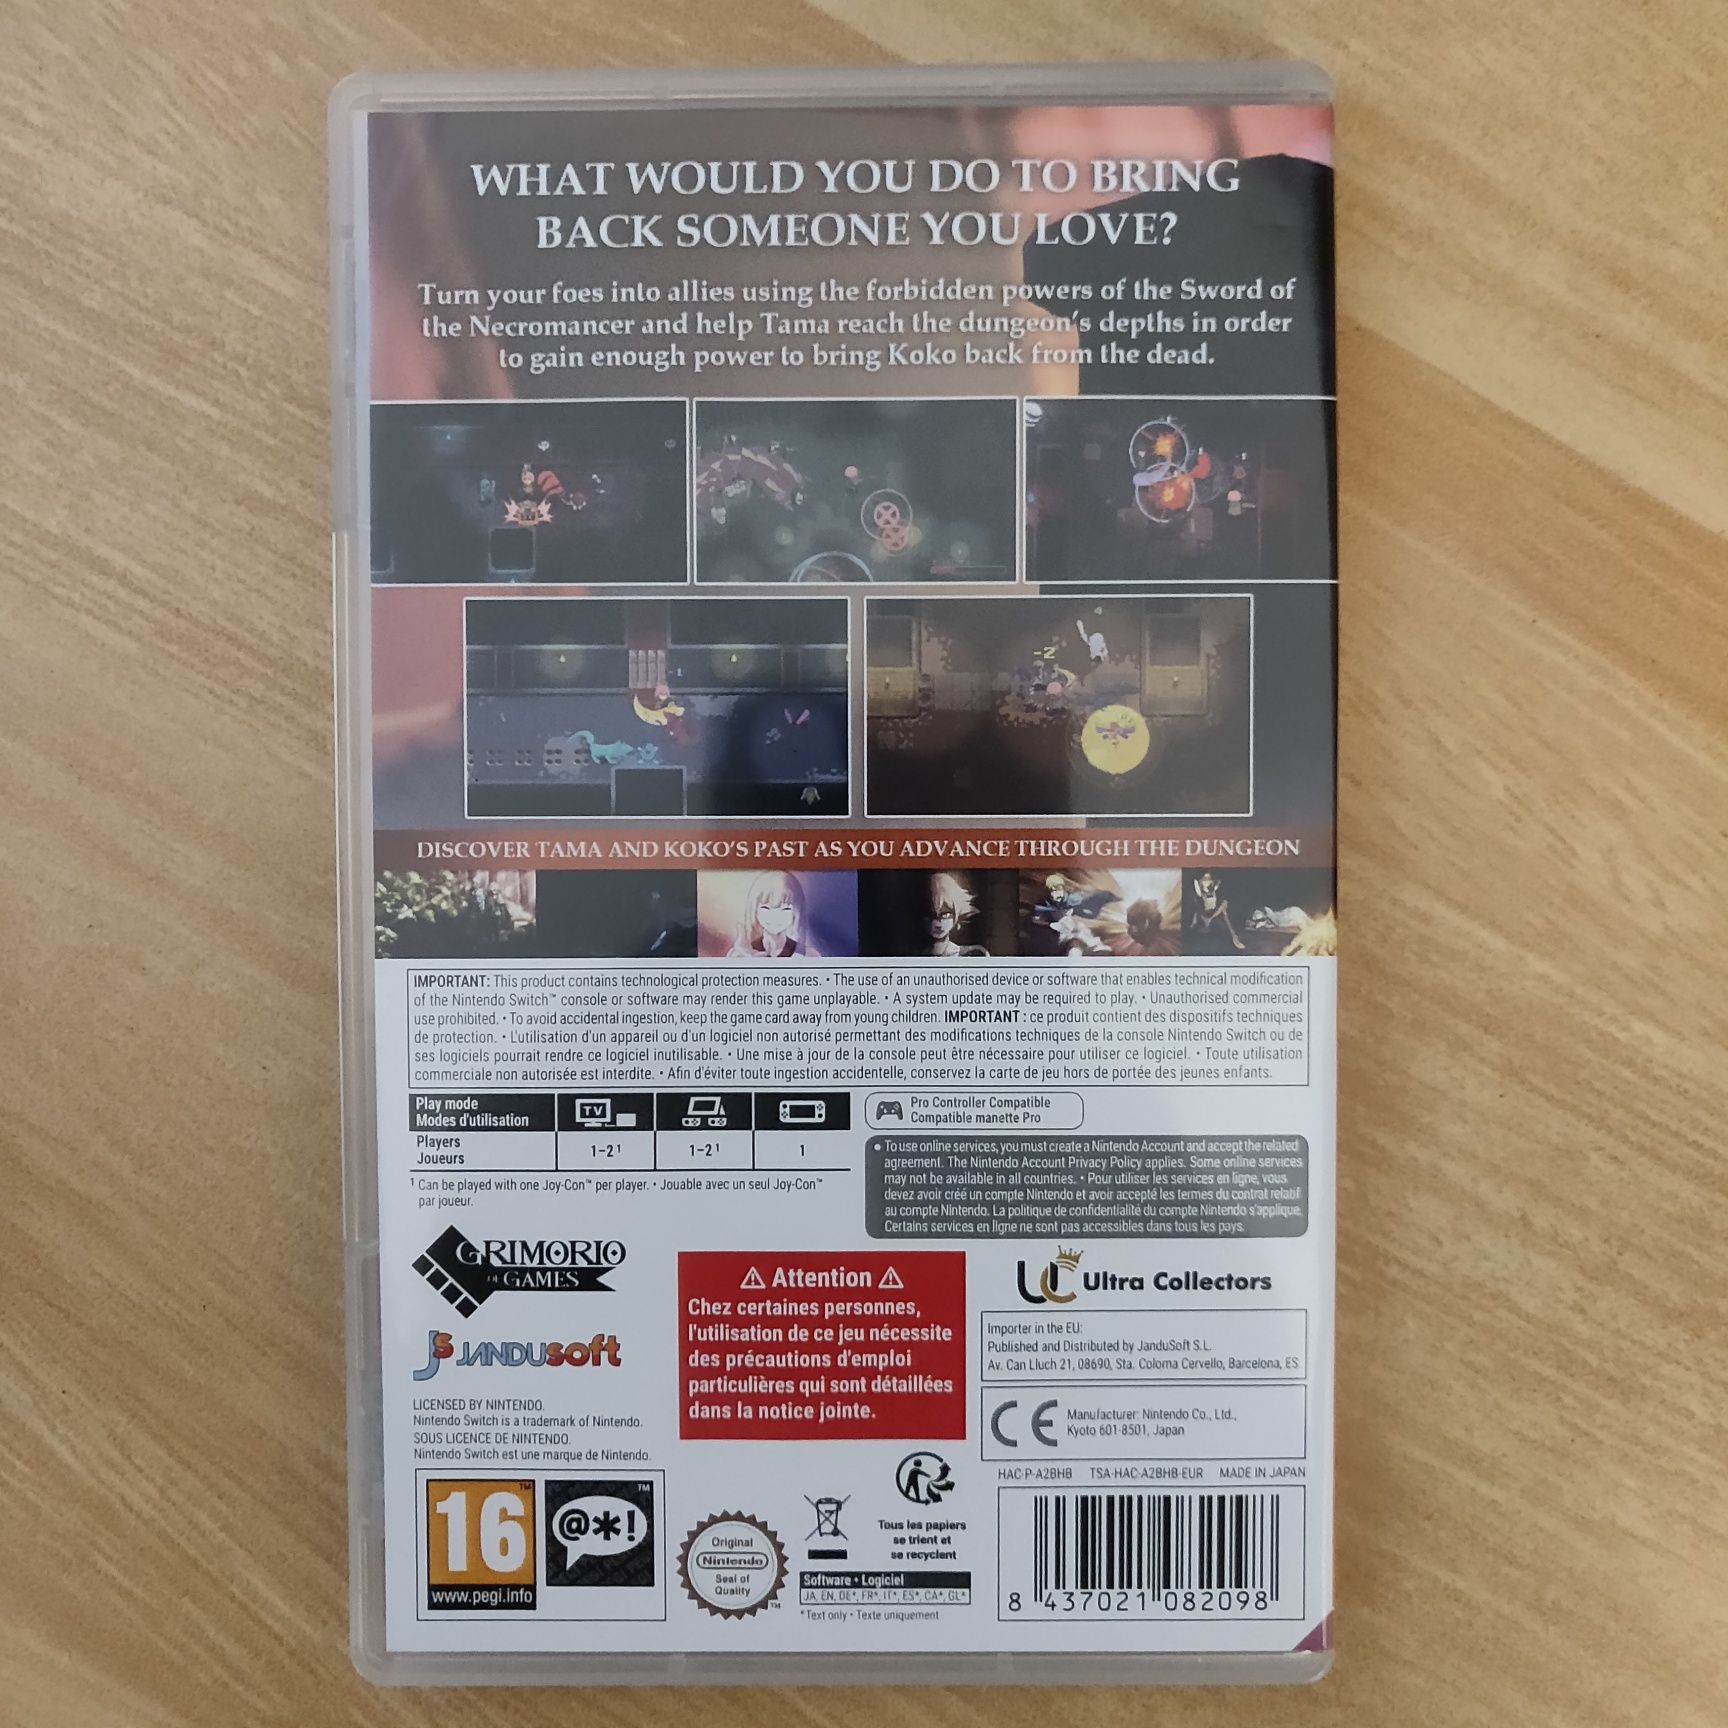 WHAT WOULD YOU DO TO BRING
BACK SOMEONE YOU LOVE?
Turn your foes into allies using the forbidden powers of the Sword of
the Necromancer and help Tama reach the dungeon's depths in order
to gain enough power to bring Koko back from the dead.
-1
-2
4
DISCOVER TAMA AND KOKO'S PAST AS YOU ADVANCE THROUGH THE DUNGEON
IMPORTANT: This product contains technological protection measures. • The use of an unauthorised device or software that enables technical modification
of the Nintendo Switch™ console or software may render this game unplayable. • A system update may be required to play. • Unauthorised commercial
use prohibited. • To avoid accidental ingestion, keep the game card away from young children. IMPORTANT : ce produit contient des dispositifs techniques
de protection. • L'utilisation d'un appareil ou d'un logiciel non autorisé permettant des modifications techniques de la console Nintendo Switch ou de
ses logiciels pourrait rendre ce logiciel inutilisable. • Une mise à jour de la console peut être nécessaire pour utiliser ce logiciel. • Toute utilisation
commerciale non autorisée est interdite. • Afin d'éviter toute ingestion accidentelle, conservez la carte de jeu hors de portée des jeunes enfants.
Play mode
Modes d'utilisation
TV
Players
Joueurs
1-2¹
1-2¹
1
¹ Can be played with one Joy-Con™ per player. • Jouable avec un seul Joy-Con™
par joueur.
Pro Controller Compatible
Compatible manette Pro
• To use online services, you must create a Nintendo Account and accept the related
agreement. The Nintendo Account Privacy Policy applies. Some online services
may not be available in all countries. • Pour utiliser les services en ligne, vous
devez avoir créé un compte Nintendo et avoir accepté les termes du contrat relatif
au compte Nintendo. La politique de confidentialité du compte Nintendo s'applique.
Certains services en ligne ne sont pas accessibles dans tous les pays.
GRIMORIO
OF GAMES
JS JANDUSOFT
LICENSED BY NINTENDO.
Nintendo Switch is a trademark of Nintendo.
SOUS LICENCE DE NINTENDO.
Nintendo Switch est une marque de Nintendo.
⚠ Attention ⚠
Chez certaines personnes,
l'utilisation de ce jeu nécessite
des précautions d'emploi
particulières qui sont détaillées
dans la notice jointe.
UC Ultra Collectors
Importer in the EU:
Published and Distributed by JanduSoft S.L.
Av. Can Lluch 21, 08690, Sta. Coloma Cervello, Barcelona, ES
CE
Manufacturer: Nintendo Co., Ltd.,
Kyoto 601-8501, Japan
HAC-P-A2BHB TSA-HAC-A2BHB-EUR MADE IN JAPAN
16™
www.pegi.info
@*!
™
Original
Nintendo
Seal of
Quality
™
Tous les papiers
se trient et
se recyclent
Software • Logiciel
JA, EN, DE*, FR*, IT*, ES*, CA*, GL*
*Text only • Texte uniquement
8 437021 082098